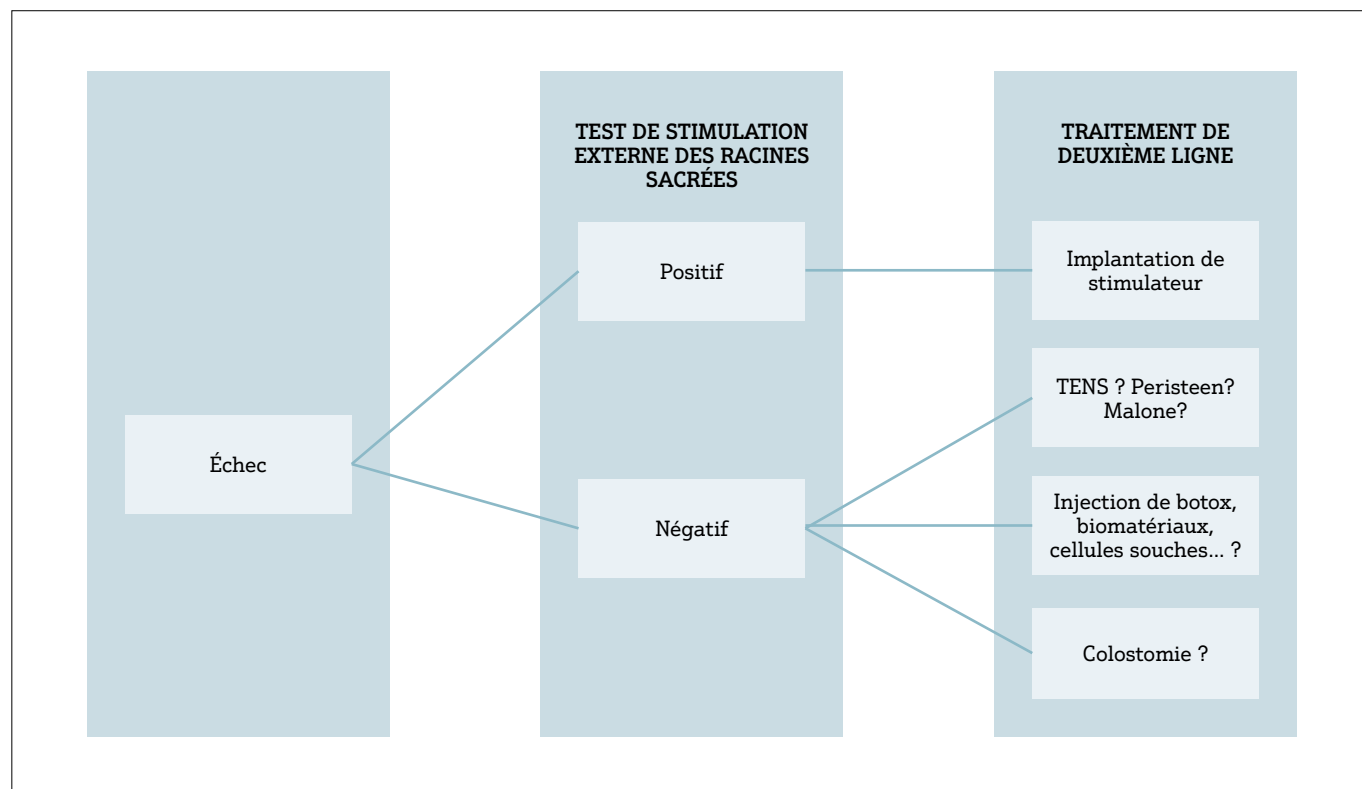 Échec
TEST DE STIMULATION
EXTERNE DES RACINES
SACRÉES
Positif
Négatif
TRAITEMENT DE
DEUXIÈME LIGNE
Implantation de
stimulateur
TENS ? Peristeen?
Malone?
Injection de botox,
biomatériaux,
cellules souches... ?
Colostomie ?